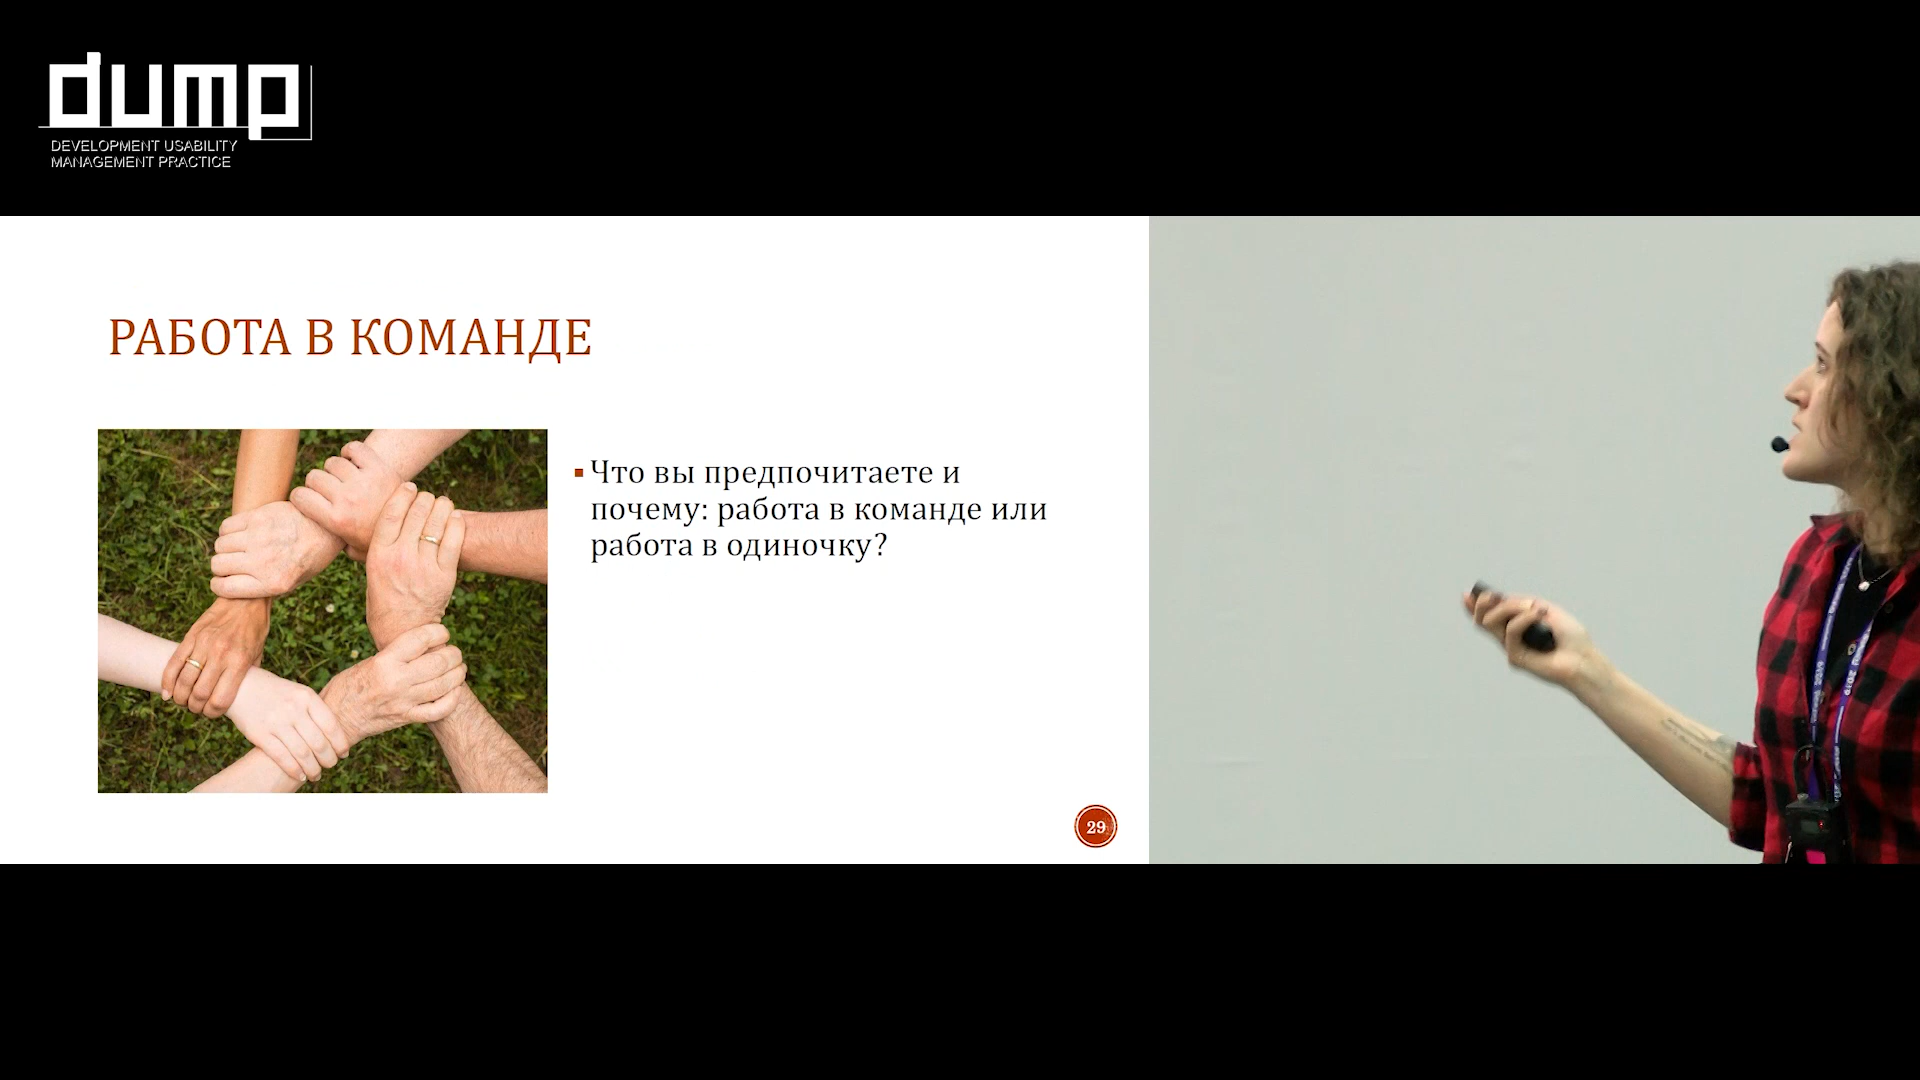 dump
DEVELOPMENT USABILITY
MANAGEMENT PRACTICE
РАБОТА В КОМАНДЕ
Что вы предпочитаете и
почему: работа в команде или
работа в одиночку?
29